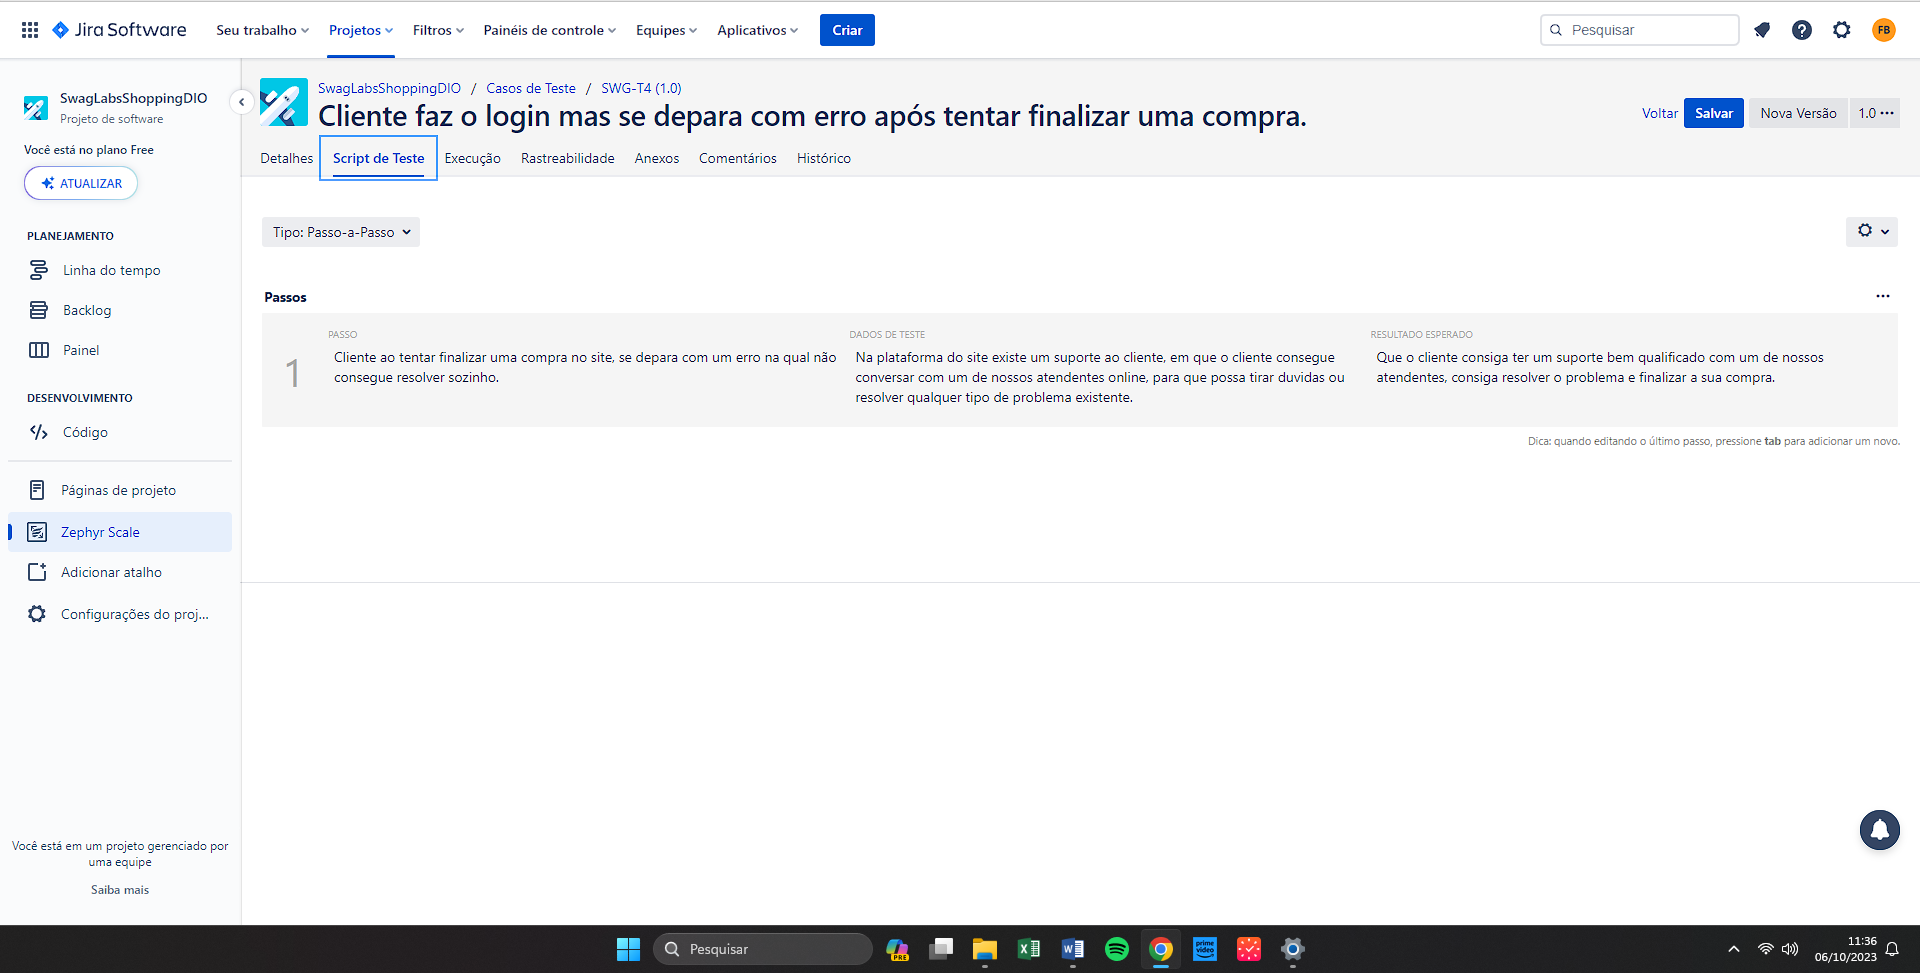 Jira Software
Seu trabalho
Projetos
Filtros
Painéis de controle
Equipes
Aplicativos
Criar
Pesquisar
FB
SwagLabsShoppingDIO
Projeto de software
Você está no plano Free
ATUALIZAR
PLANEJAMENTO
Linha do tempo
Backlog
Painel
DESENVOLVIMENTO
Código
Páginas de projeto
Zephyr Scale
Adicionar atalho
Configurações do proj...
Você está em um projeto gerenciado por
uma equipe
Saiba mais
SwagLabsShoppingDIO / Casos de Teste / SWG-T4 (1.0)
Cliente faz o login mas se depara com erro após tentar finalizar uma compra.
Voltar
Salvar
Nova Versão
1.0 ···
Detalhes
Script de Teste
Execução
Rastreabilidade
Anexos
Comentários
Histórico
Tipo: Passo-a-Passo
Passos
1
PASSO
Cliente ao tentar finalizar uma compra no site, se depara com um erro na qual não
consegue resolver sozinho.
DADOS DE TESTE
Na plataforma do site existe um suporte ao cliente, em que o cliente consegue
conversar com um de nossos atendentes online, para que possa tirar duvidas ou
resolver qualquer tipo de problema existente.
RESULTADO ESPERADO
Que o cliente consiga ter um suporte bem qualificado com um de nossos
atendentes, consiga resolver o problema e finalizar a sua compra.
Dica: quando editando o último passo, pressione tab para adicionar um novo.
Pesquisar
PRE
prime
video
11:36
06/10/2023